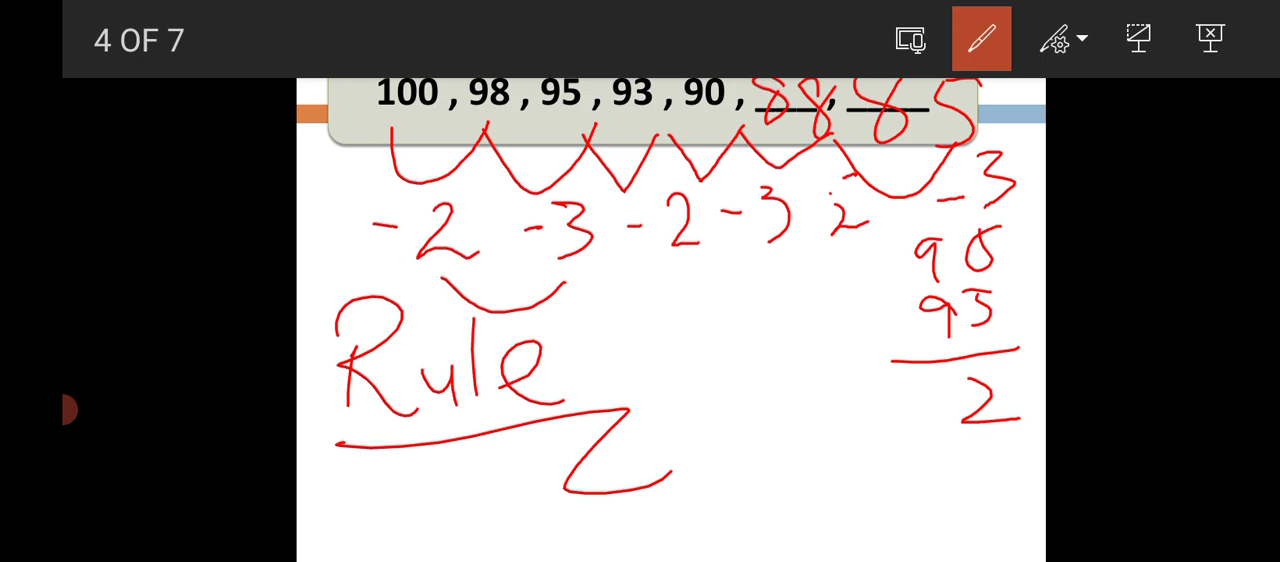 4 OF 7
100 , 98 , 95 , 93 , 90 , 88 , 85
- 2 - 3 - 2 - 3 - 2 - 3
95
2
Rule